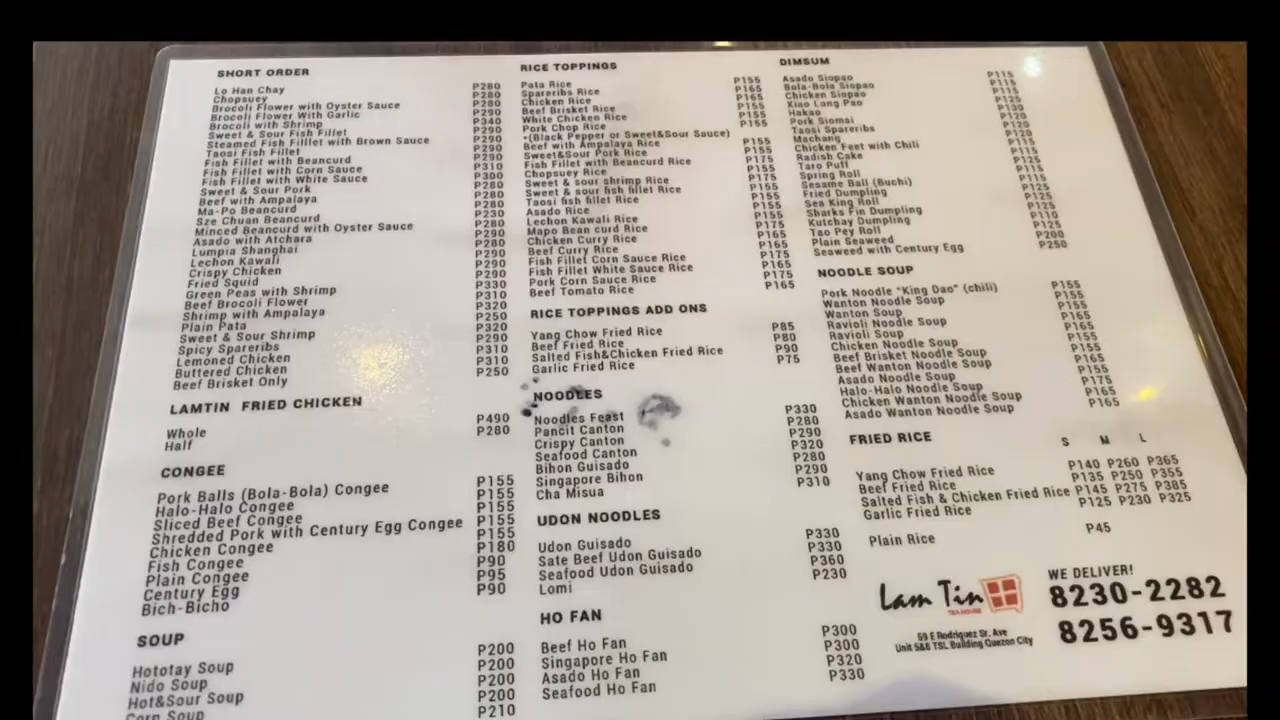 SHORT ORDER
Lo Han Chay P280
Chopsuey P280
Brocoli Flower with Oyster Sauce P280
Brocoli Flower With Garlic P280
Brocoli with Shrimp P340
Sweet & Sour Fish Fillet P290
Steamed Fish Filllet with Brown Sauce P290
Taosi Fish Fillet P290
Fish Fillet with Beancurd P290
Fish Fillet with Corn Sauce P310
Fish Fillet with White Sauce P300
Sweet & Sour Pork P280
Beef with Ampalaya P280
Ma-Po Beancurd P280
Sze Chuan Beancurd P230
Minced Beancurd with Oyster Sauce P280
Asado with Atchara P290
Lumpia Shanghai P280
Lechon Kawali P290
Crispy Chicken P290
Fried Squid P290
Green Peas with Shrimp P330
Beef Brocoli Flower P310
Shrimp with Ampalaya P320
Plain Pata P250
Sweet & Sour Shrimp P320
Spicy Spareribs P290
Lemoned Chicken P310
Buttered Chicken P310
Beef Brisket Only P250
LAMTIN FRIED CHICKEN
Whole P490
Half P280
CONGEE
Pork Balls (Bola-Bola) Congee P155
Halo-Halo Congee P155
Sliced Beef Congee P155
Shredded Pork with Century Egg Congee P155
Chicken Congee P155
Fish Congee P180
Plain Congee P90
Century Egg P95
Bich-Bicho P90
SOUP
Hototay Soup P200
Nido Soup P200
Hot&Sour Soup P200
Corn Soup P200
P210
RICE TOPPINGS
Pata Rice P155
Spareribs Rice P165
Chicken Rice P165
Beef Brisket Rice P155
White Chicken Rice P155
Pork Chop Rice P155
*(Black Pepper or Sweet&Sour Sauce)
Beef with Ampalaya Rice P155
Sweet&Sour Pork Rice P155
Fish Fillet with Beancurd Rice P175
Chopsuey Rice P155
Sweet & sour shrimp Rice P175
Sweet & sour fish fillet Rice P155
Taosi fish fillet Rice P155
Asado Rice P155
Lechon Kawali Rice P155
Mapo Bean curd Rice P175
Chicken Curry Rice P165
Beef Curry Rice P165
Fish Fillet Corn Sauce Rice P175
Fish Fillet White Sauce Rice P165
Pork Corn Sauce Rice P175
Beef Tomato Rice P165
RICE TOPPINGS ADD ONS
Yang Chow Fried Rice P85
Beef Fried Rice P80
Salted Fish&Chicken Fried Rice P90
Garlic Fried Rice P75
NOODLES
Noodles Feast P330
Pancit Canton P280
Crispy Canton P290
Seafood Canton P320
Bihon Guisado P280
Singapore Bihon P290
Cha Misua P310
UDON NOODLES
Udon Guisado P330
Sate Beef Udon Guisado P330
Seafood Udon Guisado P360
Lomi P230
HO FAN
Beef Ho Fan P300
Singapore Ho Fan P300
Asado Ho Fan P320
Seafood Ho Fan P330
DIMSUM
Asado Siopao P115
Bola-Bola Siopao P115
Chicken Siopao P115
Xiao Long Pao P125
Hakao P130
Pork Siomai P120
Taosi Spareribs P120
Machang P120
Chicken Feet with Chili P115
Radish Cake P115
Taro Puff P125
Spring Roll P115
Sesame Ball (Buchi) P115
Fried Dumpling P125
Sea King Roll P125
Sharks Fin Dumpling P125
Kutchay Dumpling P110
Tao Pey Roll P125
Plain Seaweed P200
Seaweed with Century Egg P250
NOODLE SOUP
Pork Noodle "King Dao" (chili) P155
Wanton Noodle Soup P155
Wanton Soup P155
Ravioli Noodle Soup P165
Ravioli Soup P165
Chicken Noodle Soup P155
Beef Brisket Noodle Soup P155
Beef Wanton Noodle Soup P165
Asado Noodle Soup P155
Halo-Halo Noodle Soup P175
Chicken Wanton Noodle Soup P165
Asado Wanton Noodle Soup P165
FRIED RICE S M L
Yang Chow Fried Rice P140 P260 P365
Beef Fried Rice P135 P250 P355
Salted Fish & Chicken Fried Rice P145 P275 P385
Garlic Fried Rice P125 P230 P325
Plain Rice P45
Lam Tin
TEA HOUSE
59 E Rodriguez Sr. Ave
Unit 5&6 TSL Building Quezon City
WE DELIVER!
8230-2282
8256-9317